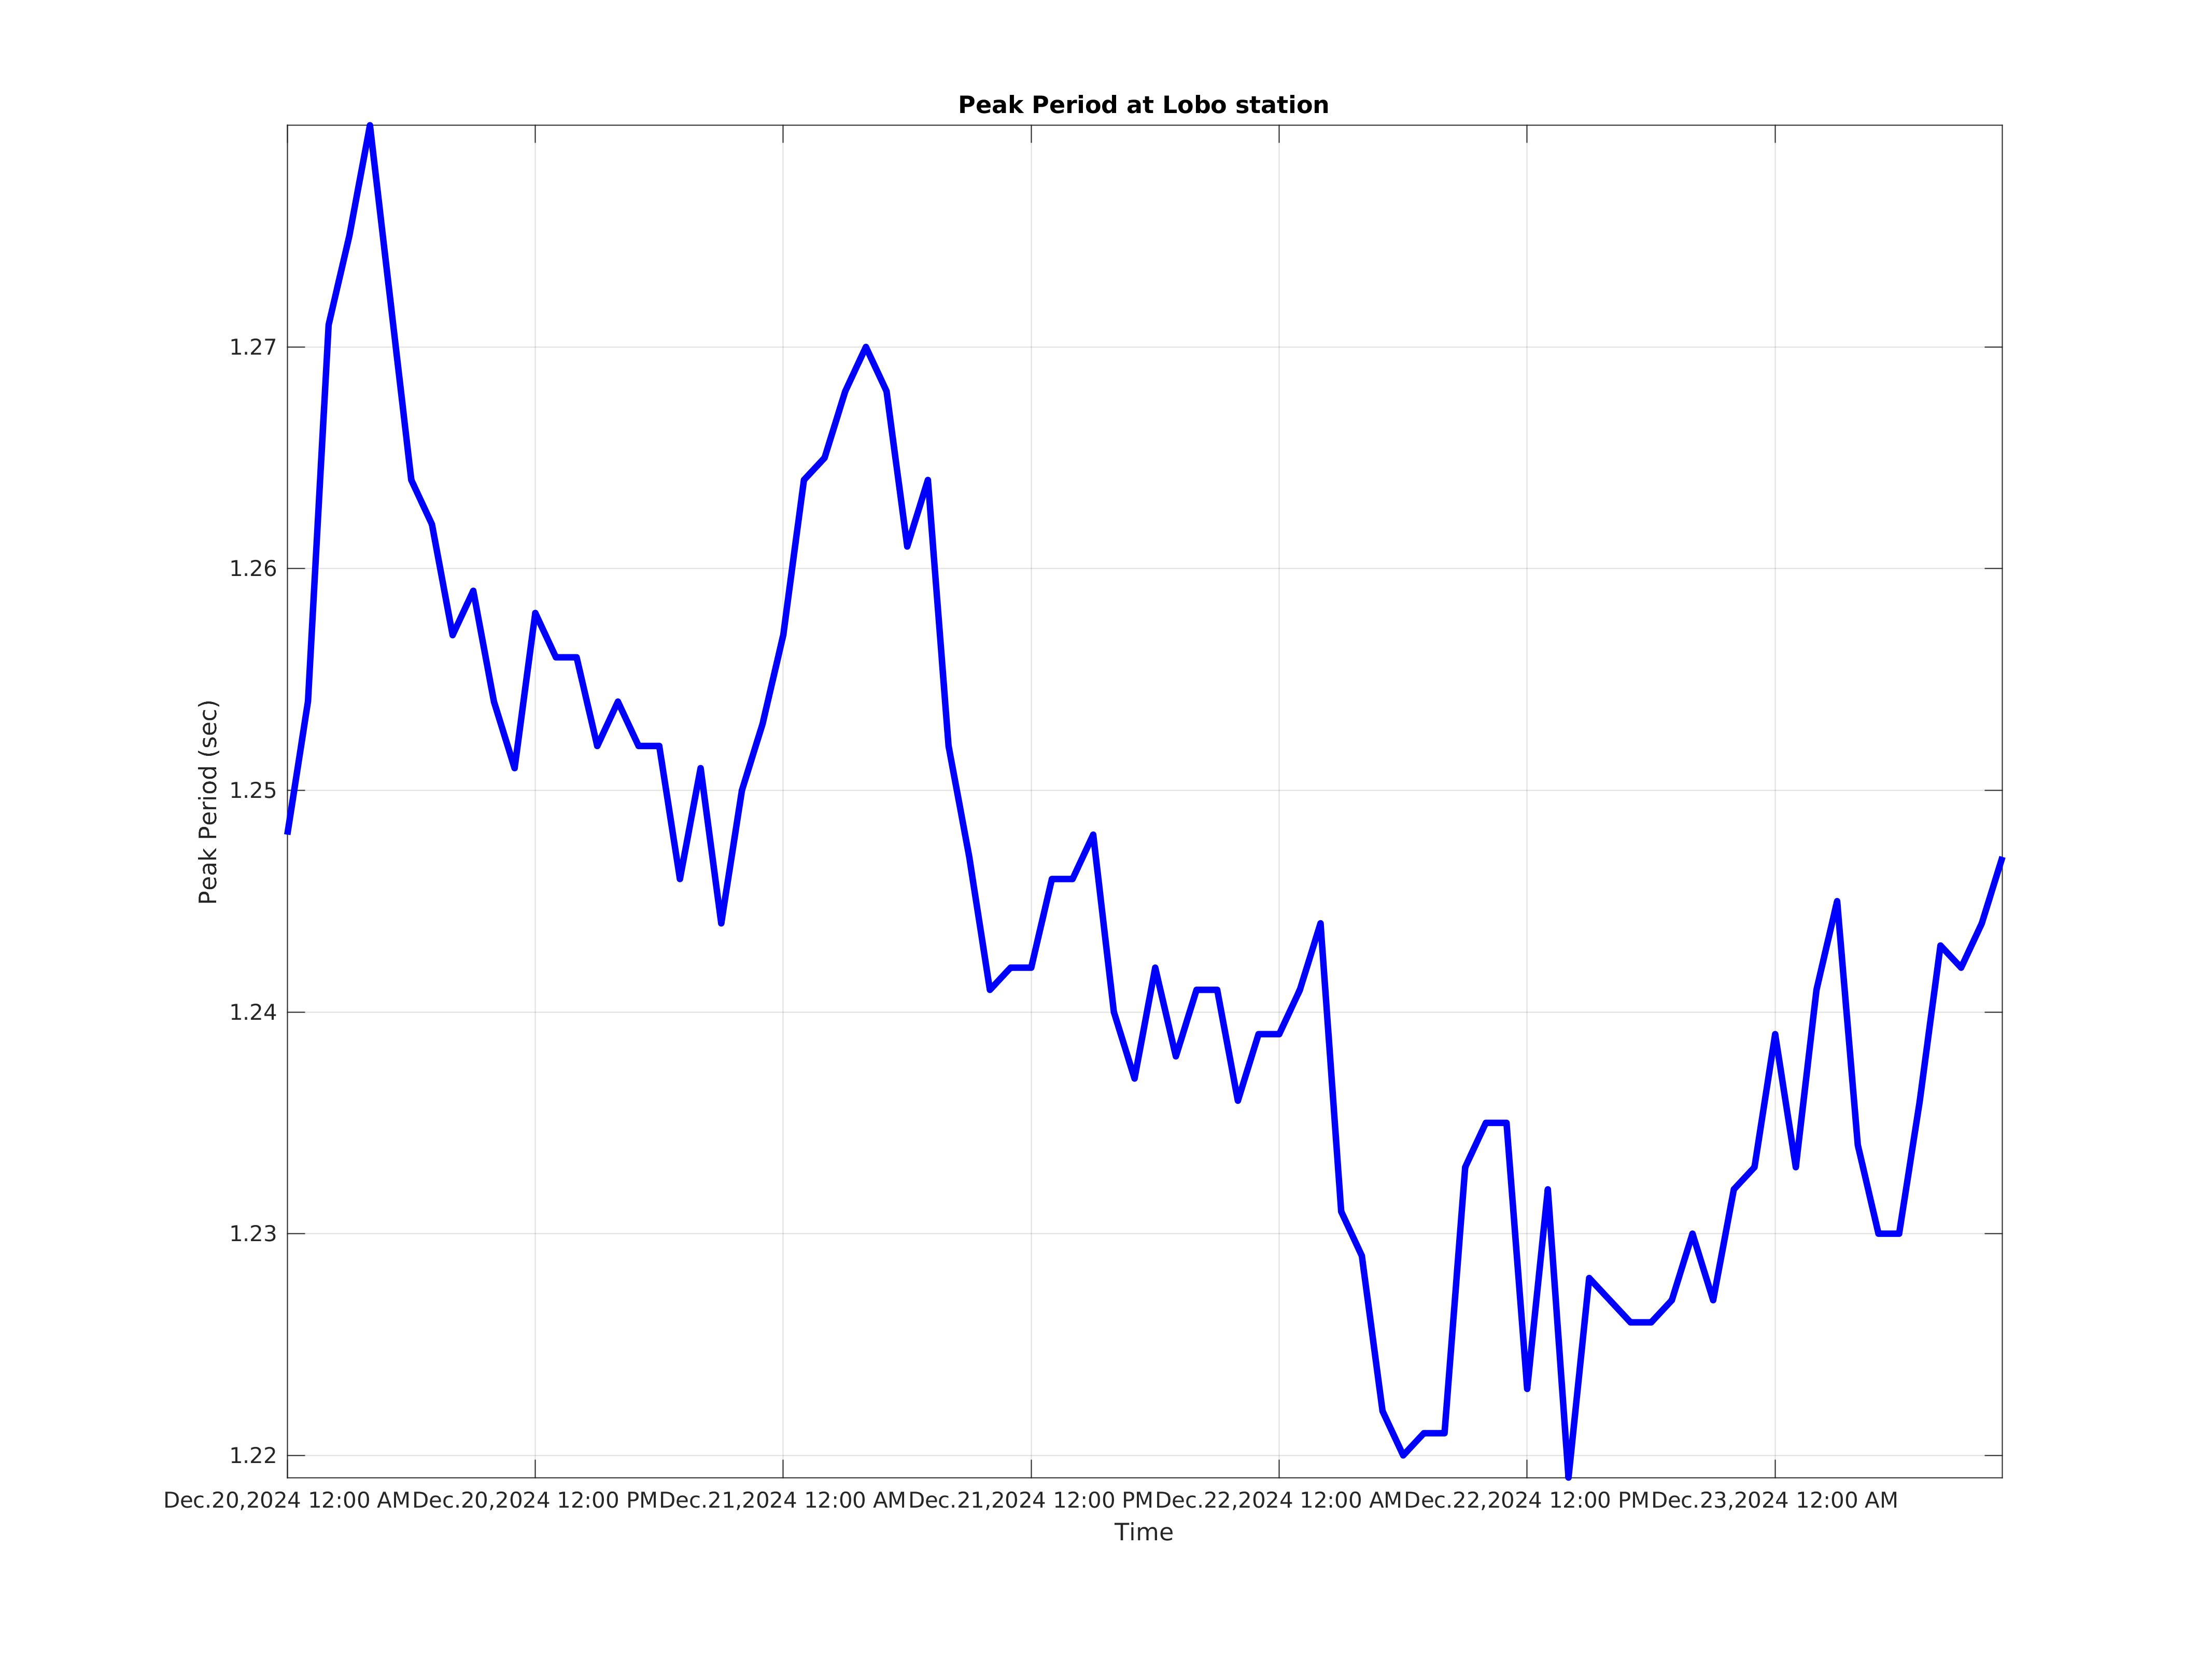 Peak Period at Lobo station
Peak Period (sec)
1.27
1.26
1.25
1.24
1.23
1.22
Dec.20,2024 12:00 AM Dec.20,2024 12:00 PM Dec.21,2024 12:00 AM Dec.21,2024 12:00 PM Dec.22,2024 12:00 AM Dec.22,2024 12:00 PM Dec.23,2024 12:00 AM
Time